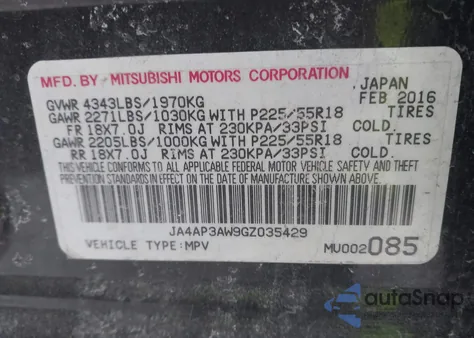 MFD. BY MITSUBISHI MOTORS CORPORATION JAPAN
GVWR 4343LBS/1970KG FEB 2016
GAWR 2271LBS/1030KG WITH P225/55R18 TIRES
FR 18X7.0J RIMS AT 230KPA/33PSI COLD.
GAWR 2205LBS/1000KG WITH P225/55R18 TIRES
RR 18X7.0J RIMS AT 230KPA/33PSI COLD.
THIS VEHICLE CONFORMS TO ALL APPLICABLE FEDERAL MOTOR VEHICLE SAFETY AND THEFT
PREVENTION STANDARDS IN EFFECT ON THE DATE OF MANUFACTURE SHOWN ABOVE.
JA4AP3AW9GZ035429
VEHICLE TYPE:MPV MU002085
autoSnap